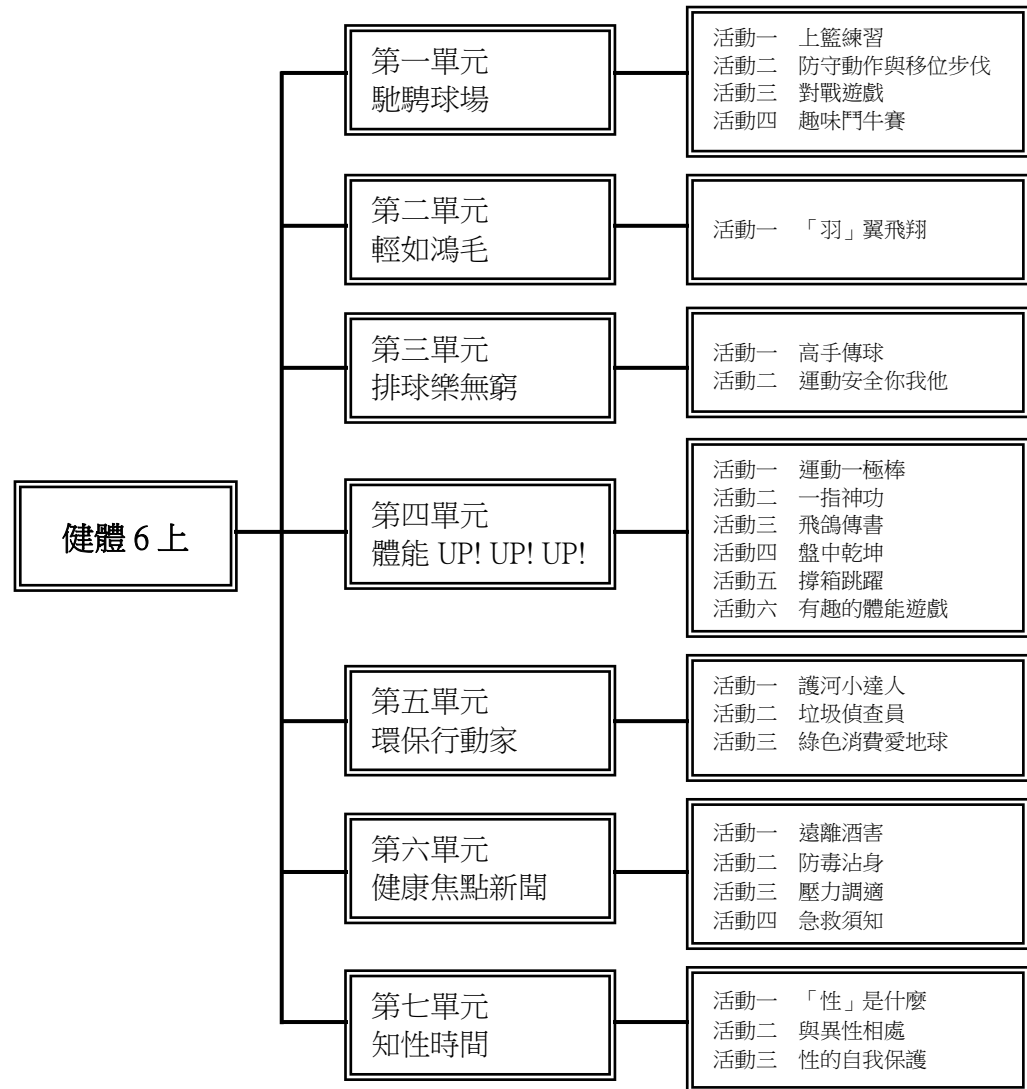 健體 6 上
第一單元
馳騁球場
活動一 上籃練習
活動二 防守動作與移位步伐
活動三 對戰遊戲
活動四 趣味鬥牛賽
第二單元
輕如鴻毛
活動一 「羽」翼飛翔
第三單元
排球樂無窮
活動一 高手傳球
活動二 運動安全你我他
第四單元
體能 UP! UP! UP!
活動一 運動一極棒
活動二 一指神功
活動三 飛鴿傳書
活動四 盤中乾坤
活動五 撐箱跳躍
活動六 有趣的體能遊戲
第五單元
環保行動家
活動一 護河小達人
活動二 垃圾偵查員
活動三 綠色消費愛地球
第六單元
健康焦點新聞
活動一 遠離酒害
活動二 防毒沾身
活動三 壓力調適
活動四 急救須知
第七單元
知性時間
活動一 「性」是什麼
活動二 與異性相處
活動三 性的自我保護